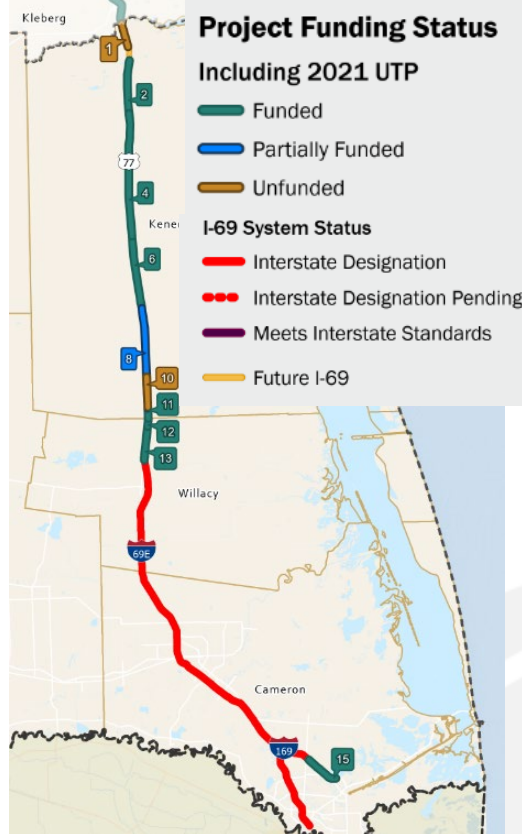 Kleberg
Project Funding Status
Including 2021 UTP
Funded
Partially Funded
Unfunded
I-69 System Status
Interstate Designation
Interstate Designation Pending
Meets Interstate Standards
Future I-69
1
2
77
4
Kene
6
8
10
11
12
13
Willacy
69E
Cameron
169
15